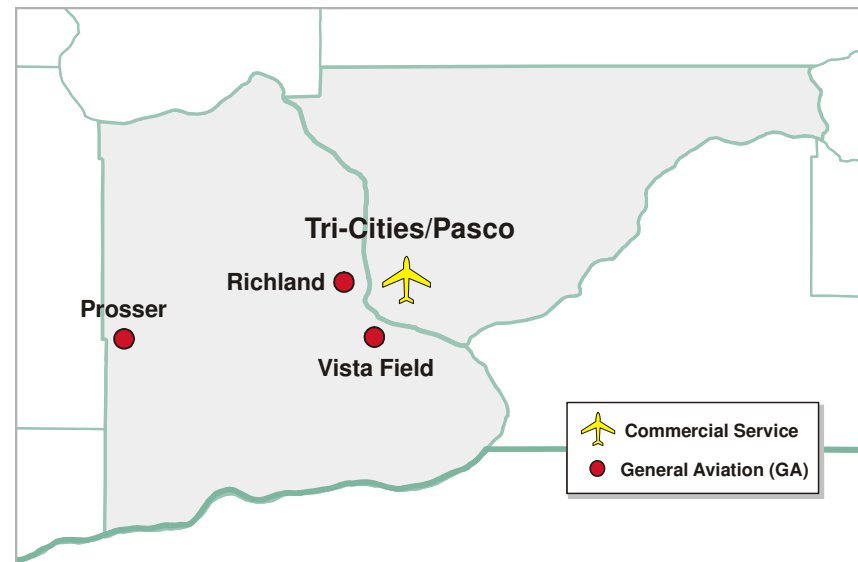 Tri-Cities/Pasco
Richland
Prosser
Vista Field
Commercial Service
General Aviation (GA)